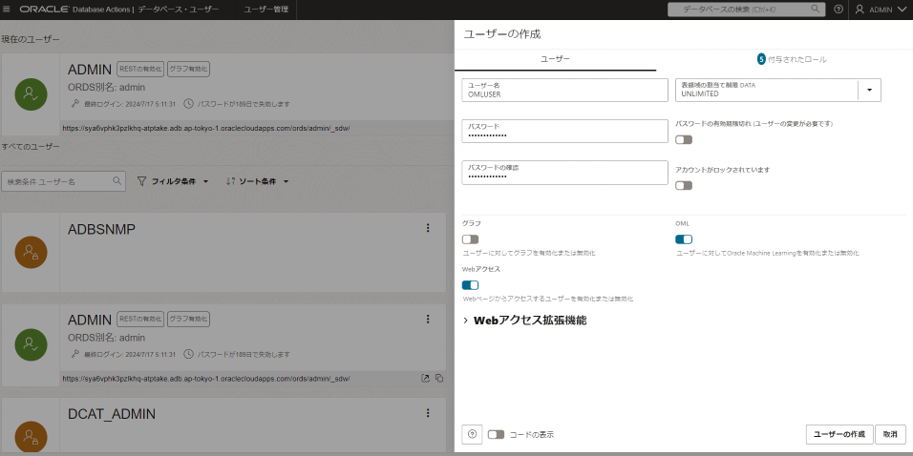 ORACLE Database Actions | データベース・ユーザー ユーザー管理 データベースの検索 (Ctrl+K) ADMIN
現在のユーザー
ADMIN RESTの有効化 グラフ有効化
ORDS別名: admin
最終ログイン: 2024/7/17 5:11:31 パスワードが189日で失効します
https://sya6vphk3pzlkhq-atptake.adb.ap-tokyo-1.oraclecloudapps.com/ords/admin/_sdw/
すべてのユーザー
検索条件 ユーザー名 フィルタ条件 ソート条件
ADBSNMP
ADMIN RESTの有効化 グラフ有効化
ORDS別名: admin
最終ログイン: 2024/7/17 5:11:31 パスワードが189日で失効します
https://sya6vphk3pzlkhq-atptake.adb.ap-tokyo-1.oraclecloudapps.com/ords/admin/_sdw/
DCAT_ADMIN
ユーザーの作成
ユーザー 5 付与されたロール
ユーザー名
OMLUSER
表領域の割当て制限 DATA
UNLIMITED
パスワード
•••••••••••••
パスワードの有効期限切れ (ユーザーの変更が必要です)
パスワードの確認
•••••••••••••
アカウントがロックされています
グラフ
ユーザーに対してグラフを有効化または無効化
OML
ユーザーに対してOracle Machine Learningを有効化または無効化
Webアクセス
Webページからアクセスするユーザーを有効化または無効化
Webアクセス拡張機能
コードの表示 ユーザーの作成 取消